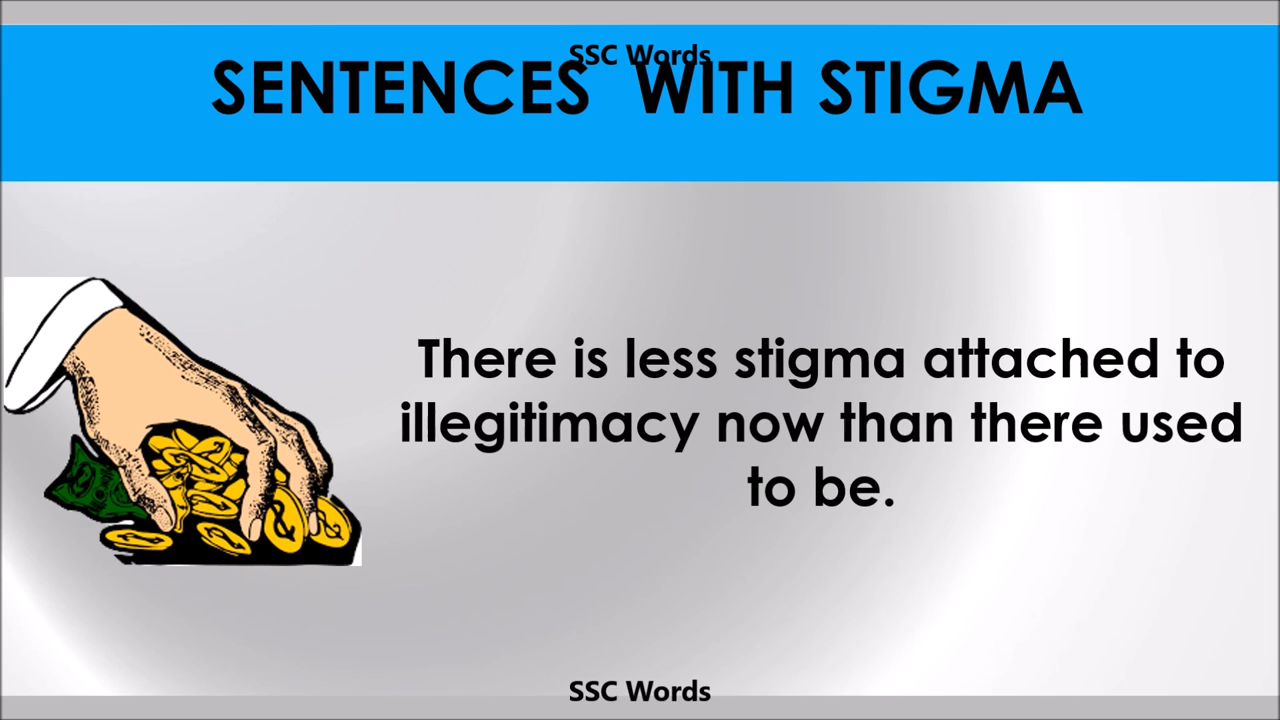 SSC Words
SENTENCES WITH STIGMA
There is less stigma attached to
illegitimacy now than there used
to be.
SSC Words